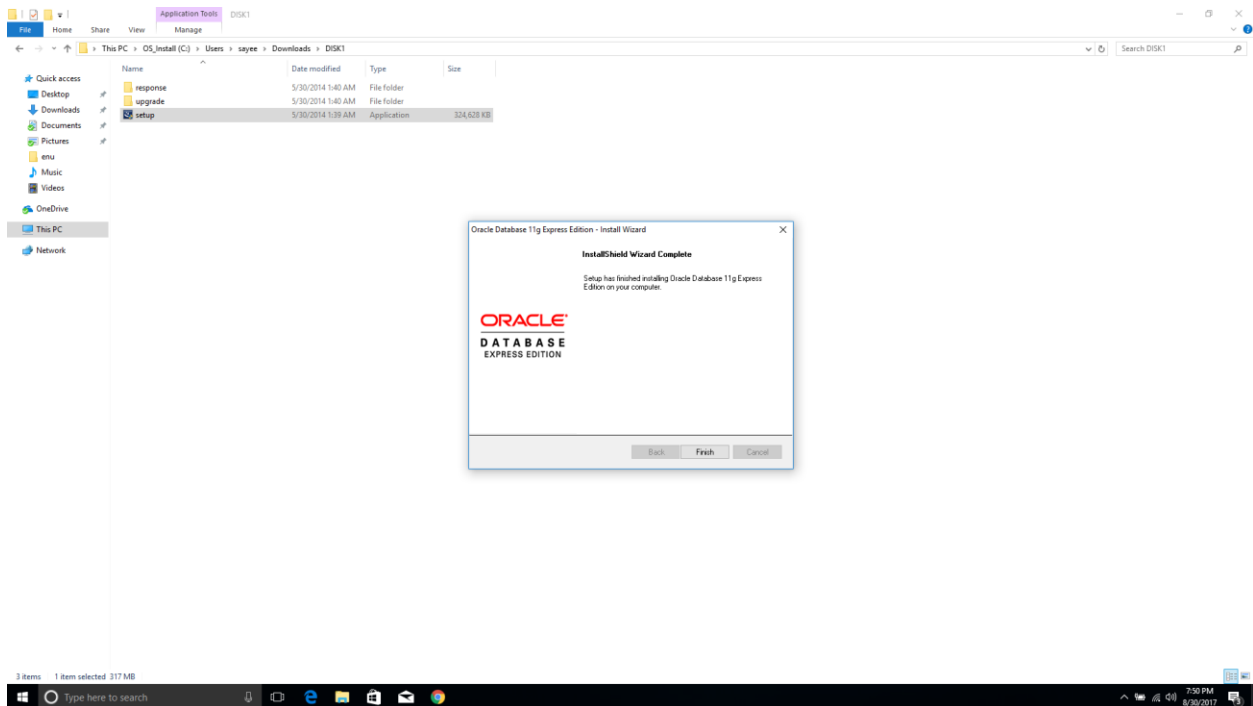 Application Tools DISK1
File Home Share View Manage
This PC > OS_Install (C:) > Users > sayee > Downloads > DISK1
Search DISK1
Name Date modified Type Size
Quick access
Desktop
Downloads
Documents
Pictures
enu
Music
Videos
OneDrive
This PC
Network
response 5/30/2014 1:40 AM File folder
upgrade 5/30/2014 1:40 AM File folder
setup 5/30/2014 1:39 AM Application 324,628 KB
Oracle Database 11g Express Edition - Install Wizard
InstallShield Wizard Complete
Setup has finished installing Oracle Database 11g Express
Edition on your computer.
ORACLE
DATABASE
EXPRESS EDITION
Back Finish Cancel
3 items 1 item selected 317 MB
Type here to search
7:50 PM
8/30/2017